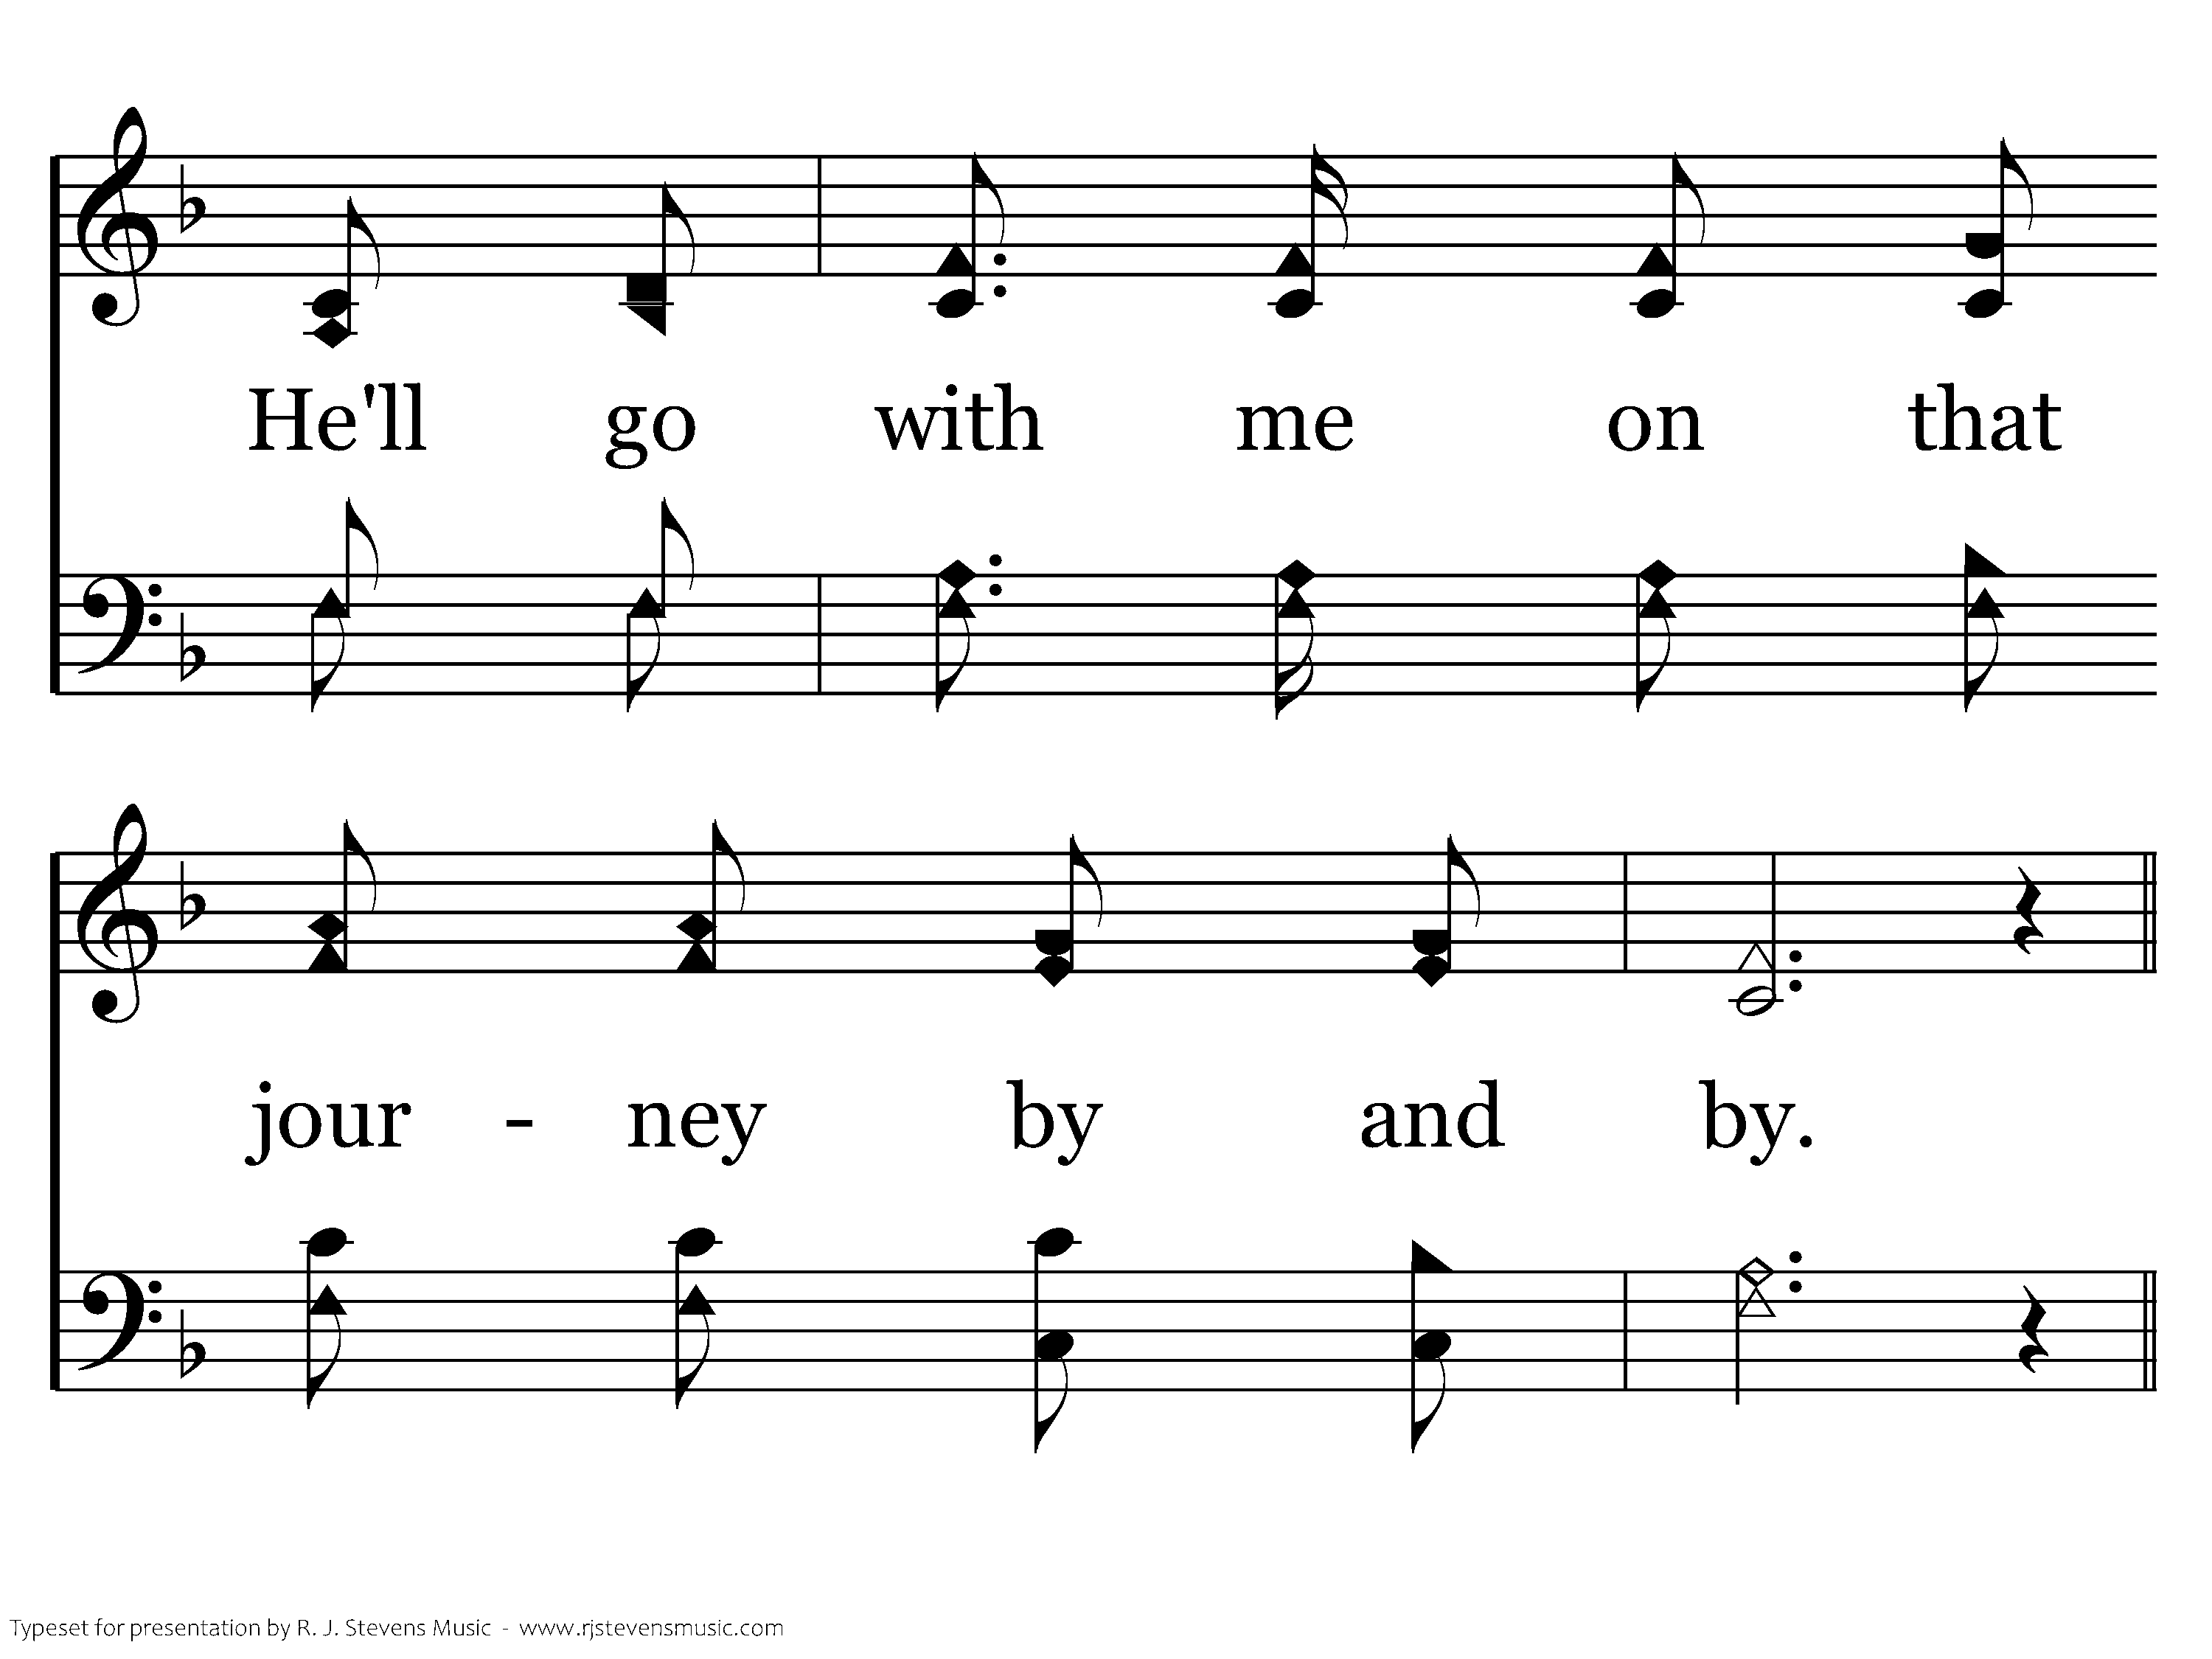 He'll go with me on that
jour - ney by and by.
Typeset for presentation by R. J. Stevens Music - www.rjstevensmusic.com